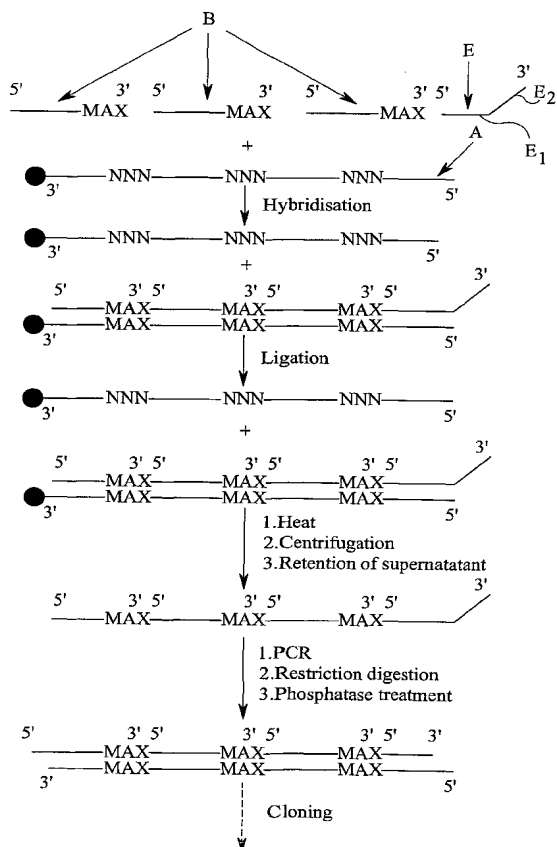 B
E
5' 3' 5' 3' 5' 3' 5' 3'
MAX MAX MAX E2
A E1
+
NNN NNN NNN
3' 5'
Hybridisation
NNN NNN NNN
3' 5'
+
3'
5' 3' 5' 3' 5' 3' 5'
MAX MAX MAX
MAX MAX MAX
3' 5'
Ligation
NNN NNN NNN
3' 5'
+
3'
5' 3' 5' 3' 5' 3' 5'
MAX MAX MAX
MAX MAX MAX
3' 5'
1.Heat
2.Centrifugation
3.Retention of supernatatant
3'
5' 3' 5' 3' 5' 3' 5'
MAX MAX MAX
1.PCR
2.Restriction digestion
3.Phosphatase treatment
5' 3' 5' 3' 5' 3' 5' 3'
MAX MAX MAX
MAX MAX MAX
3' 5'
Cloning